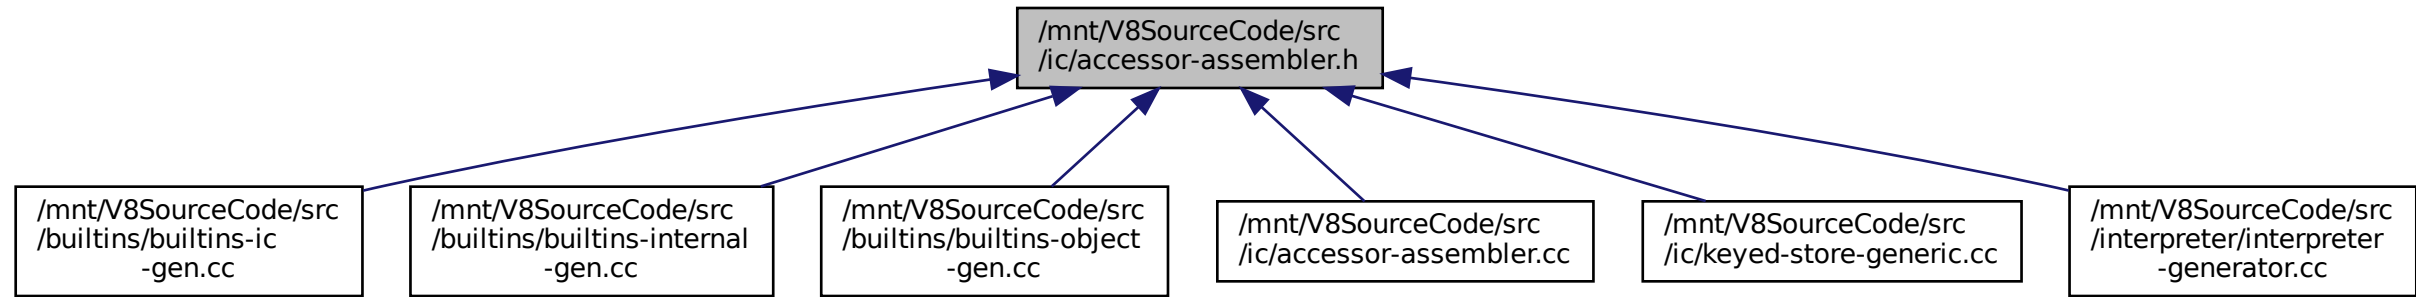 /mnt/V8SourceCode/src
/ic/accessor-assembler.h
/mnt/V8SourceCode/src
/builtins/builtins-ic
-gen.cc
/mnt/V8SourceCode/src
/builtins/builtins-internal
-gen.cc
/mnt/V8SourceCode/src
/builtins/builtins-object
-gen.cc
/mnt/V8SourceCode/src
/ic/accessor-assembler.cc
/mnt/V8SourceCode/src
/ic/keyed-store-generic.cc
/mnt/V8SourceCode/src
/interpreter/interpreter
-generator.cc